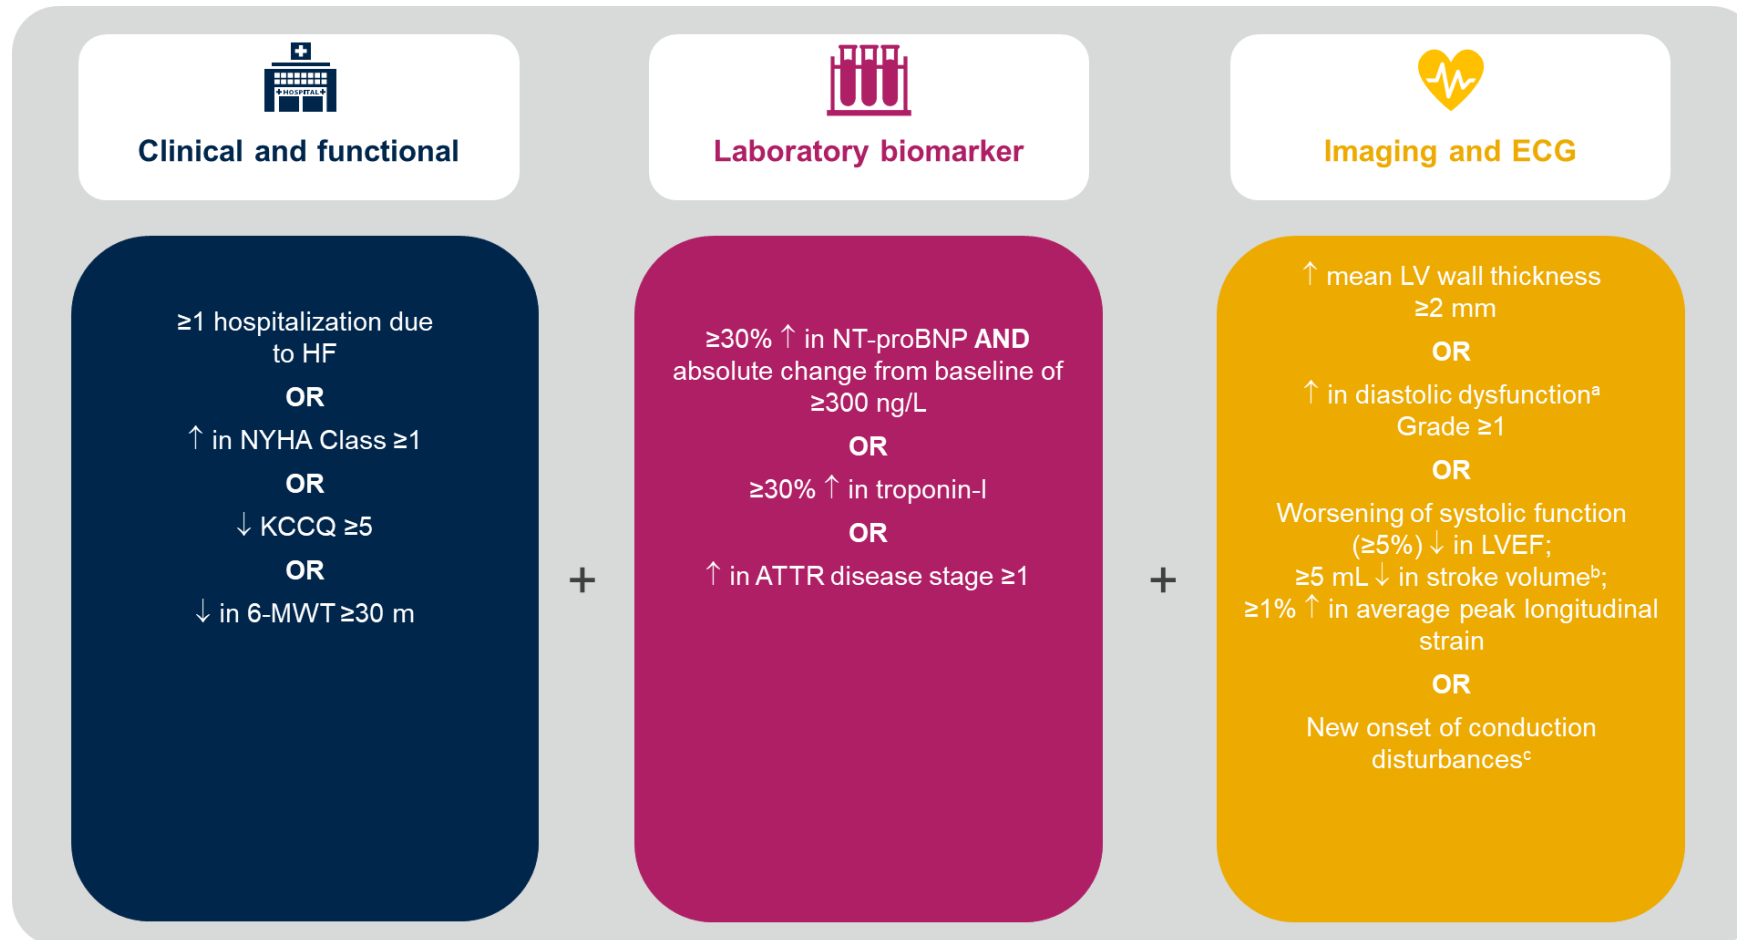 HOSPITAL
Clinical and functional
≥1 hospitalization due
to HF
OR
↑ in NYHA Class ≥1
OR
↓ KCCQ ≥5
OR
↓ in 6-MWT ≥30 m
+
Laboratory biomarker
≥30% ↑ in NT-proBNP AND
absolute change from baseline of
≥300 ng/L
OR
≥30% ↑ in troponin-I
OR
↑ in ATTR disease stage ≥1
+
Imaging and ECG
↑ mean LV wall thickness
≥2 mm
OR
↑ in diastolic dysfunctionᵃ
Grade ≥1
OR
Worsening of systolic function
(≥5%) ↓ in LVEF;
≥5 mL ↓ in stroke volumeᵇ;
≥1% ↑ in average peak longitudinal
strain
OR
New onset of conduction
disturbancesᶜ